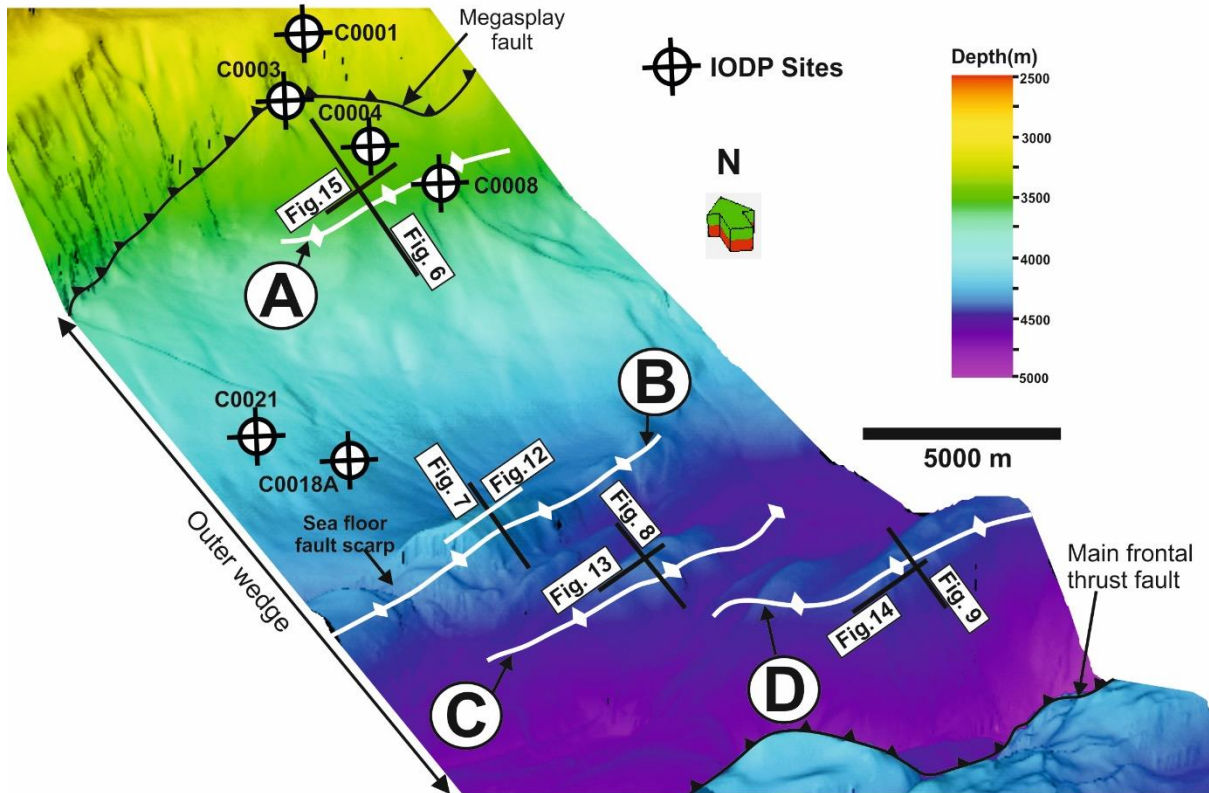 C0001
Megasplay
fault
C0003
C0004
C0008
IODP Sites
N
Depth(m)
2500
3000
3500
4000
4500
5000
Fig.15
Fig. 6
A
B
C0021
C0018A
5000 m
Fig. 7
Fig.12
Fig. 8
Sea floor
fault scarp
Fig. 13
Outer wedge
Main frontal
thrust fault
Fig.14
Fig. 9
C
D